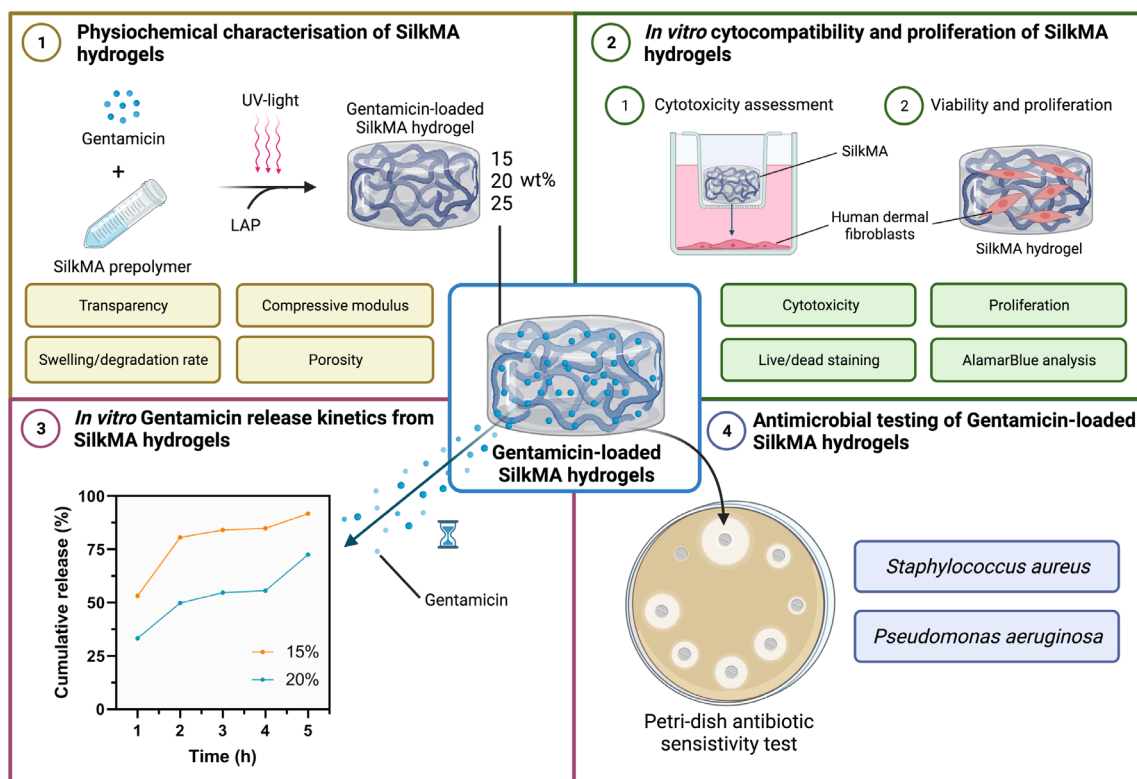 1
Physiochemical characterisation of SilkMA
hydrogels
Gentamicin
+
SilkMA prepolymer
UV-light
LAP
Gentamicin-loaded
SilkMA hydrogel
15
20 wt%
25
Transparency
Compressive modulus
Swelling/degradation rate
Porosity
2
In vitro cytocompatibility and proliferation of SilkMA
hydrogels
1 Cytotoxicity assessment
2 Viability and proliferation
SilkMA
Human dermal
fibroblasts
SilkMA hydrogel
Cytotoxicity
Proliferation
Live/dead staining
AlamarBlue analysis
Gentamicin-loaded
SilkMA hydrogels
3
In vitro Gentamicin release kinetics from
SilkMA hydrogels
Cumulative release (%)
100
75
50
25
0
1 2 3 4 5
Time (h)
15%
20%
Gentamicin
4
Antimicrobial testing of Gentamicin-loaded
SilkMA hydrogels
Staphylococcus aureus
Pseudomonas aeruginosa
Petri-dish antibiotic
sensistivity test